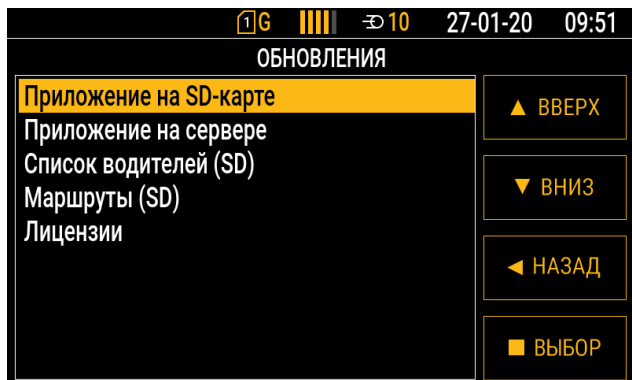 1 G 10 27-01-20 09:51
ОБНОВЛЕНИЯ
Приложение на SD-карте
Приложение на сервере
Список водителей (SD)
Маршруты (SD)
Лицензии
▲ ВВЕРХ
▼ ВНИЗ
◀ НАЗАД
■ ВЫБОР